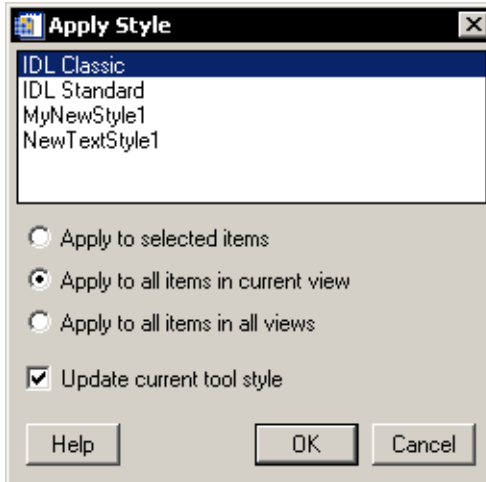 Apply Style
IDL Classic
IDL Standard
MyNewStyle1
NewTextStyle1
Apply to selected items
Apply to all items in current view
Apply to all items in all views
Update current tool style
Help OK Cancel